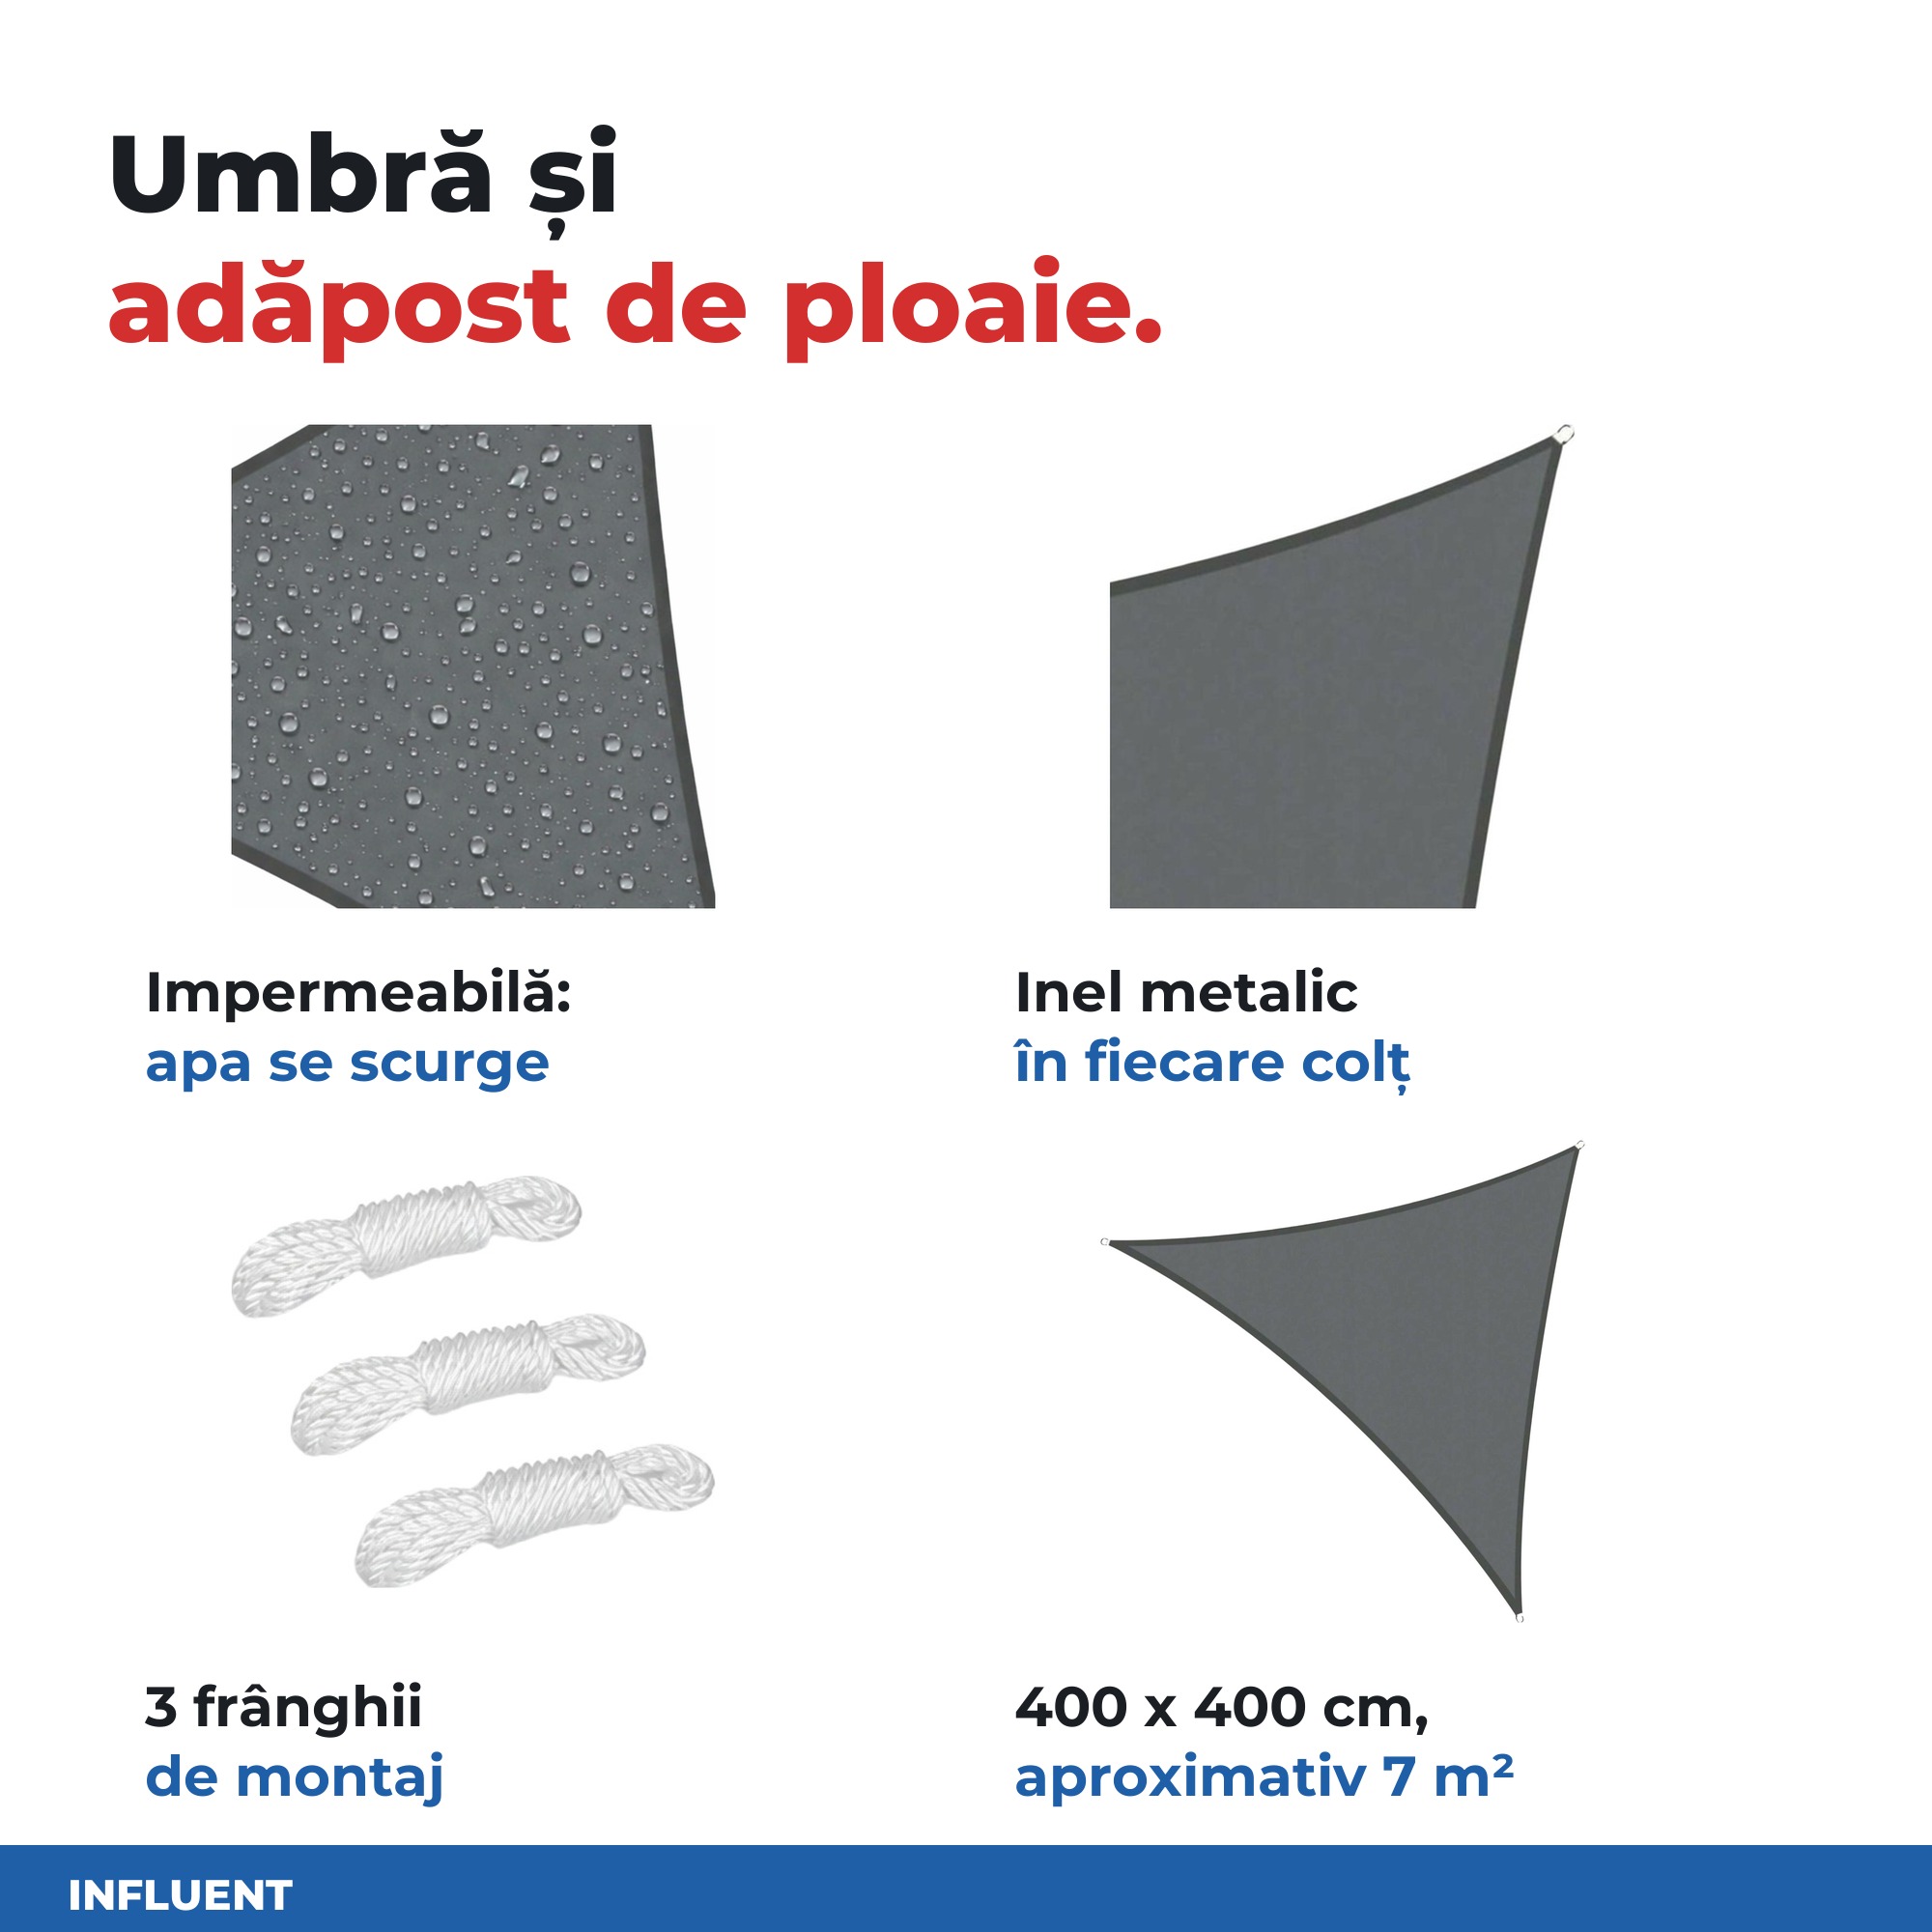 Umbră și
adăpost de ploaie.
Impermeabilă:
apa se scurge
Inel metalic
în fiecare colț
3 frânghii
de montaj
400 x 400 cm,
aproximativ 7 m²
INFLUENT